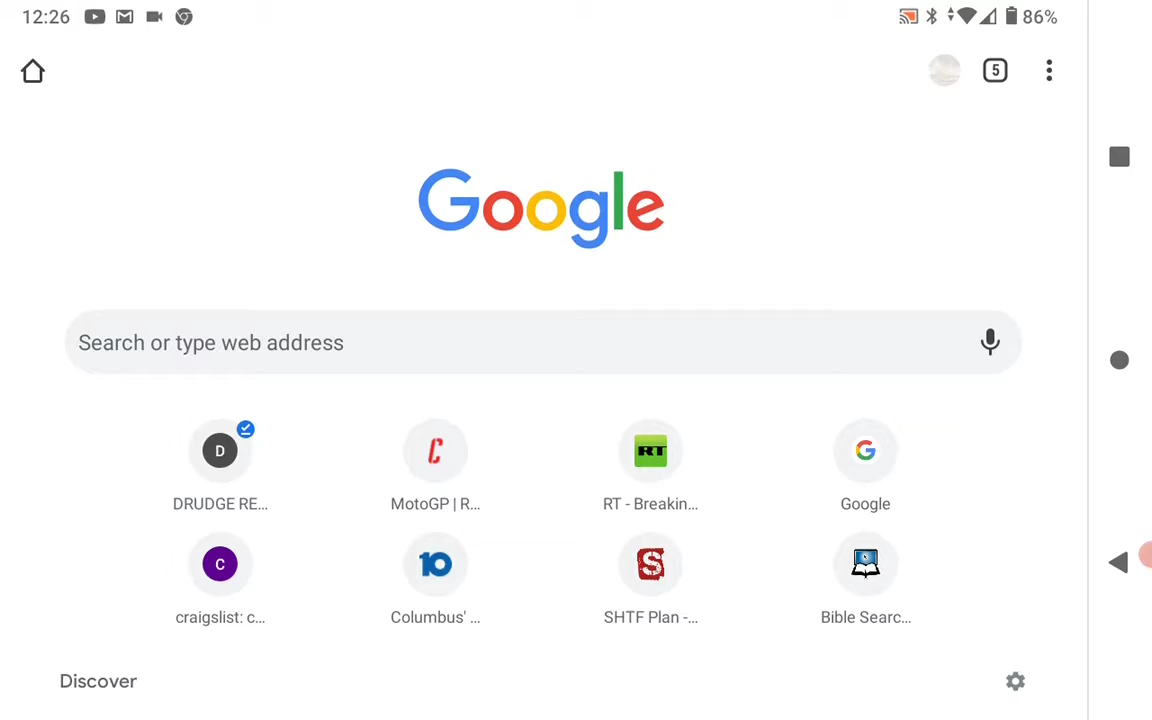 12:26 86%
5
Google
Search or type web address
D C RT G
DRUDGE RE... MotoGP | R... RT - Breakin... Google
C 10 S
craigslist: c... Columbus' ... SHTF Plan -... Bible Searc...
Discover